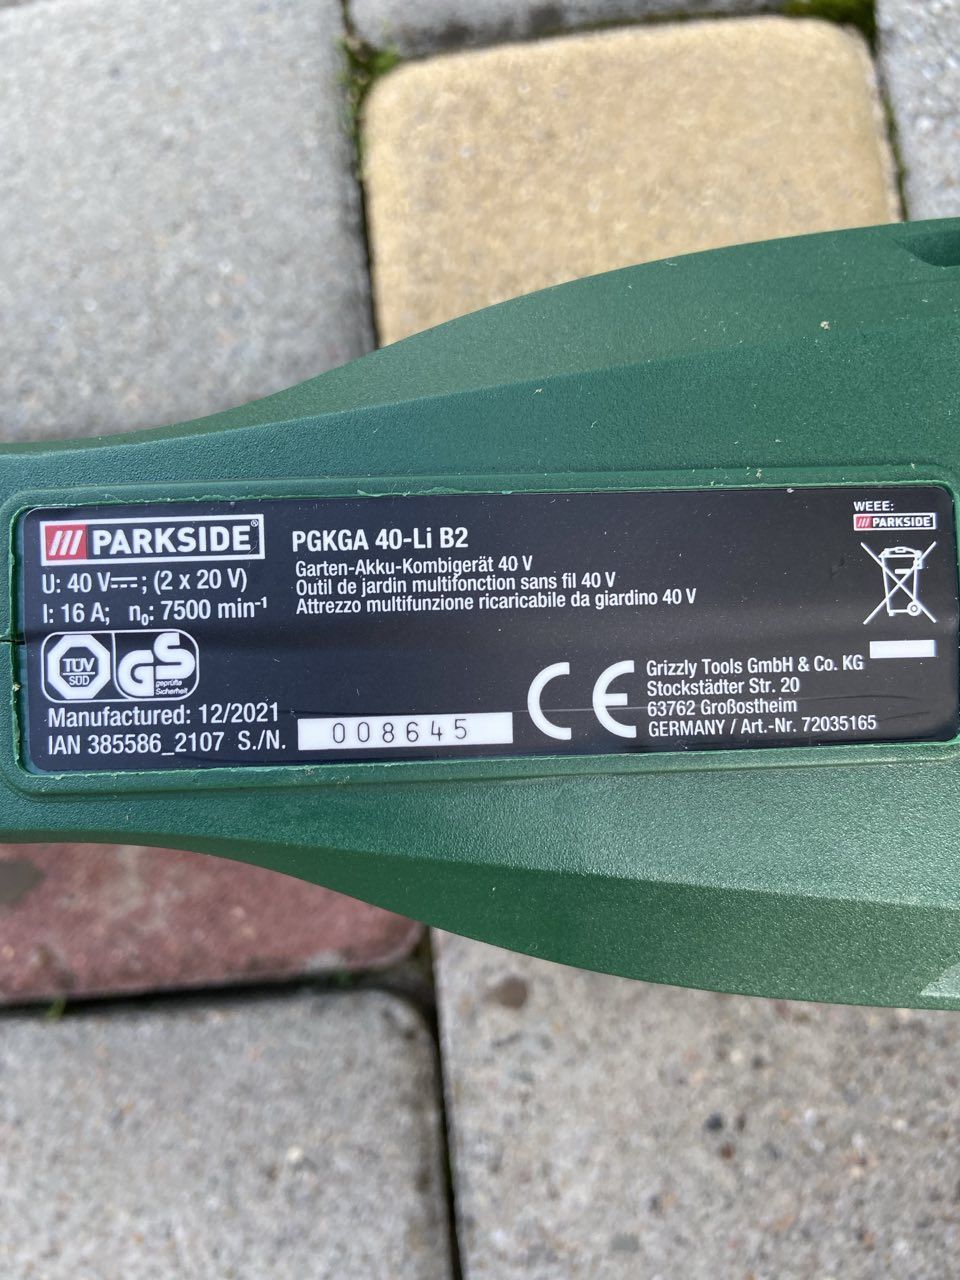 PARKSIDE®
U: 40 V⎓; (2 x 20 V)
I: 16 A; n₀: 7500 min⁻¹
TÜV
SÜD
GS
geprüfte
Sicherheit
Manufactured: 12/2021
IAN 385586_2107 S./N.
008645
PGKGA 40-Li B2
Garten-Akku-Kombigerät 40 V
Outil de jardin multifonction sans fil 40 V
Attrezzo multifunzione ricaricabile da giardino 40 V
CE
Grizzly Tools GmbH & Co. KG
Stockstädter Str. 20
63762 Großostheim
GERMANY / Art.-Nr. 72035165
WEEE:
PARKSIDE